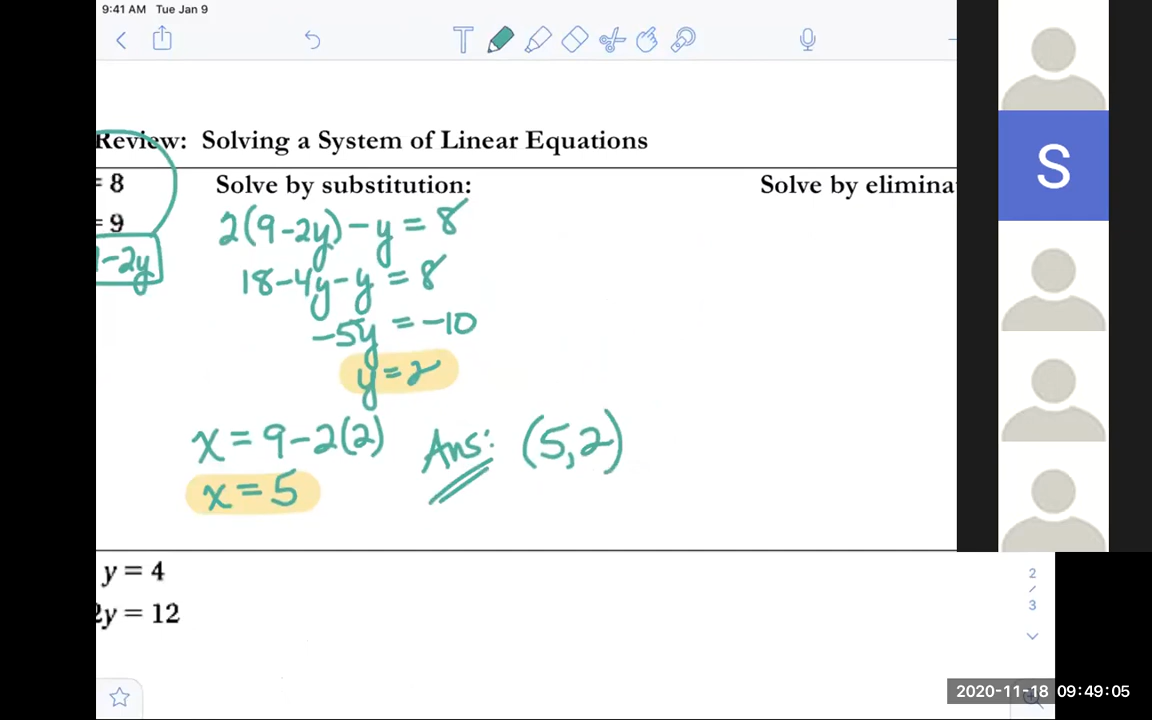 9:41 AM Tue Jan 9
T
Review: Solving a System of Linear Equations
= 8
Solve by substitution:
Solve by elimina
= 9
-2y
2(9-2y)-y=8
18-4y-y=8
-5y=-10
y=2
x=9-2(2)
Ans: (5,2)
x=5
y = 4
2y = 12
S
2
/
3
2020-11-18 09:49:05